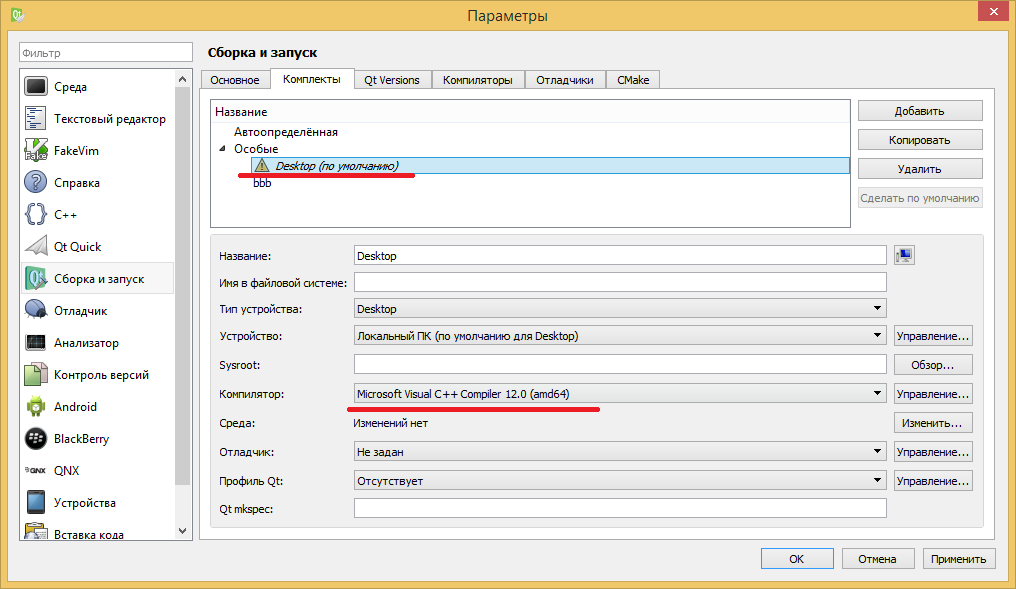 Параметры
Фильтр
Среда
Текстовый редактор
FakeVim
Справка
C++
Qt Quick
Сборка и запуск
Отладчик
Анализатор
Контроль версий
Android
BlackBerry
QNX
Устройства
Вставка кода
Сборка и запуск
Основное Комплекты Qt Versions Компиляторы Отладчики CMake
Название
Автоопределённая
Особые
Desktop (по умолчанию)
bbb
Добавить
Копировать
Удалить
Сделать по умолчанию
Название: Desktop
Имя в файловой системе:
Тип устройства: Desktop
Устройство: Локальный ПК (по умолчанию для Desktop) Управление...
Sysroot: Обзор...
Компилятор: Microsoft Visual C++ Compiler 12.0 (amd64) Управление...
Среда: Изменений нет Изменить...
Отладчик: Не задан Управление...
Профиль Qt: Отсутствует Управление...
Qt mkspec:
OK Отмена Применить